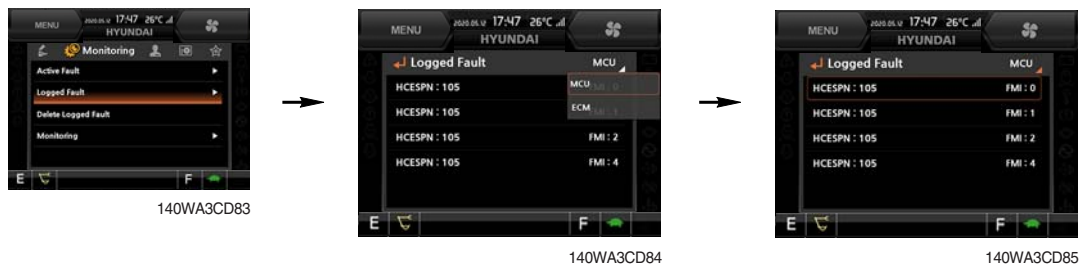 MENU
17:47 26°C
HYUNDAI
Monitoring
Active Fault
Logged Fault
Delete Logged Fault
Monitoring
E
F
140WA3CD83
MENU
17:47 26°C
HYUNDAI
Logged Fault MCU
HCESPN : 105 MCU
HCESPN : 105 ECM
HCESPN : 105 FMI : 2
HCESPN : 105 FMI : 4
E
F
140WA3CD84
MENU
17:47 26°C
HYUNDAI
Logged Fault MCU
HCESPN : 105 FMI : 0
HCESPN : 105 FMI : 1
HCESPN : 105 FMI : 2
HCESPN : 105 FMI : 4
E
F
140WA3CD85